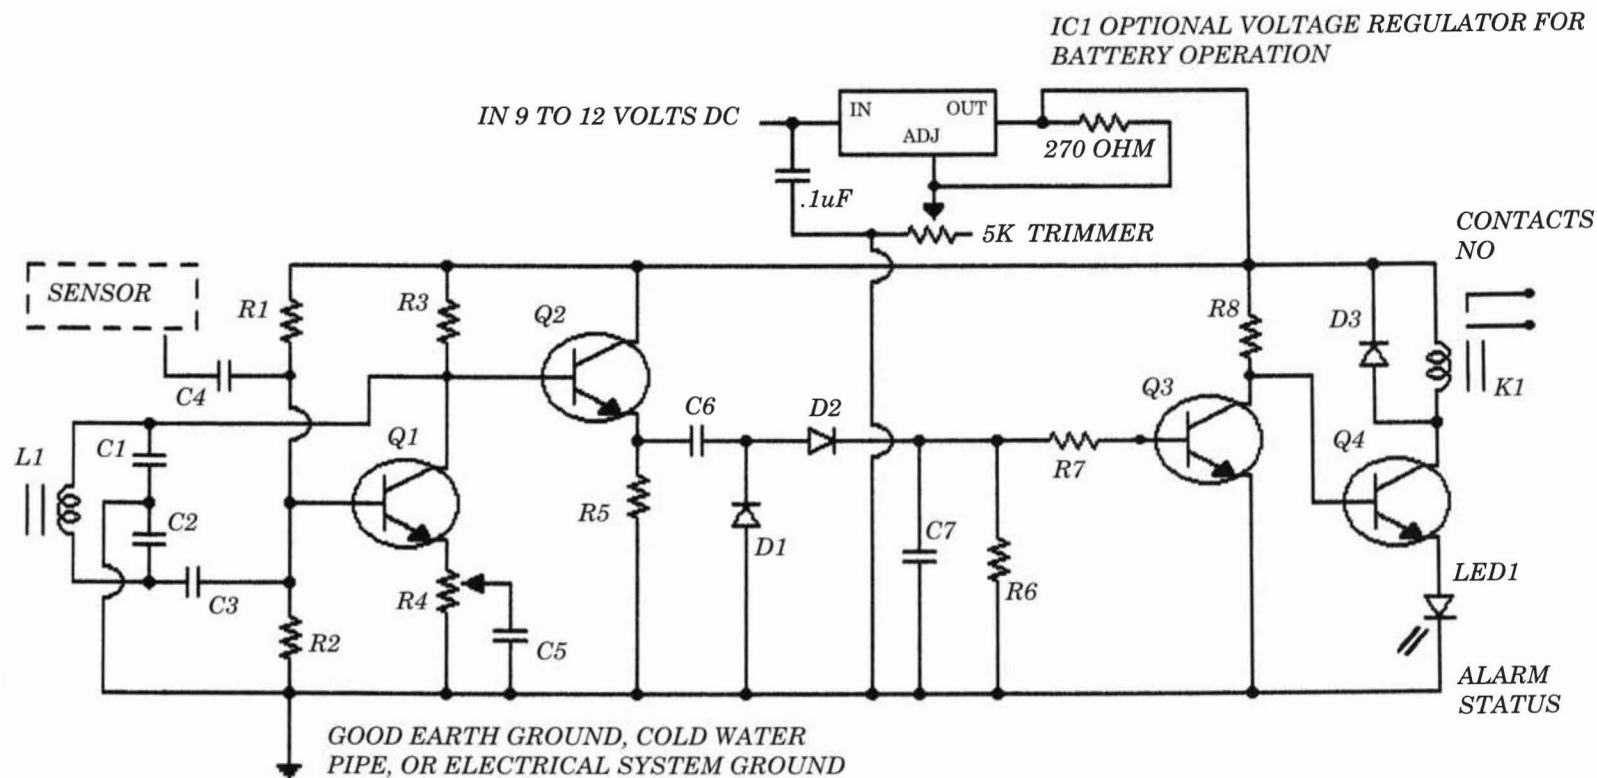 IC1 OPTIONAL VOLTAGE REGULATOR FOR
BATTERY OPERATION
IN 9 TO 12 VOLTS DC
IN
OUT
ADJ
270 OHM
.1uF
5K TRIMMER
CONTACTS
NO
SENSOR
R1
R3
Q2
R8
D3
C4
K1
Q3
C6
D2
Q1
Q4
L1
C1
R7
C2
R5
D1
C7
LED1
R4
R6
C3
R2
C5
ALARM
STATUS
GOOD EARTH GROUND, COLD WATER
PIPE, OR ELECTRICAL SYSTEM GROUND